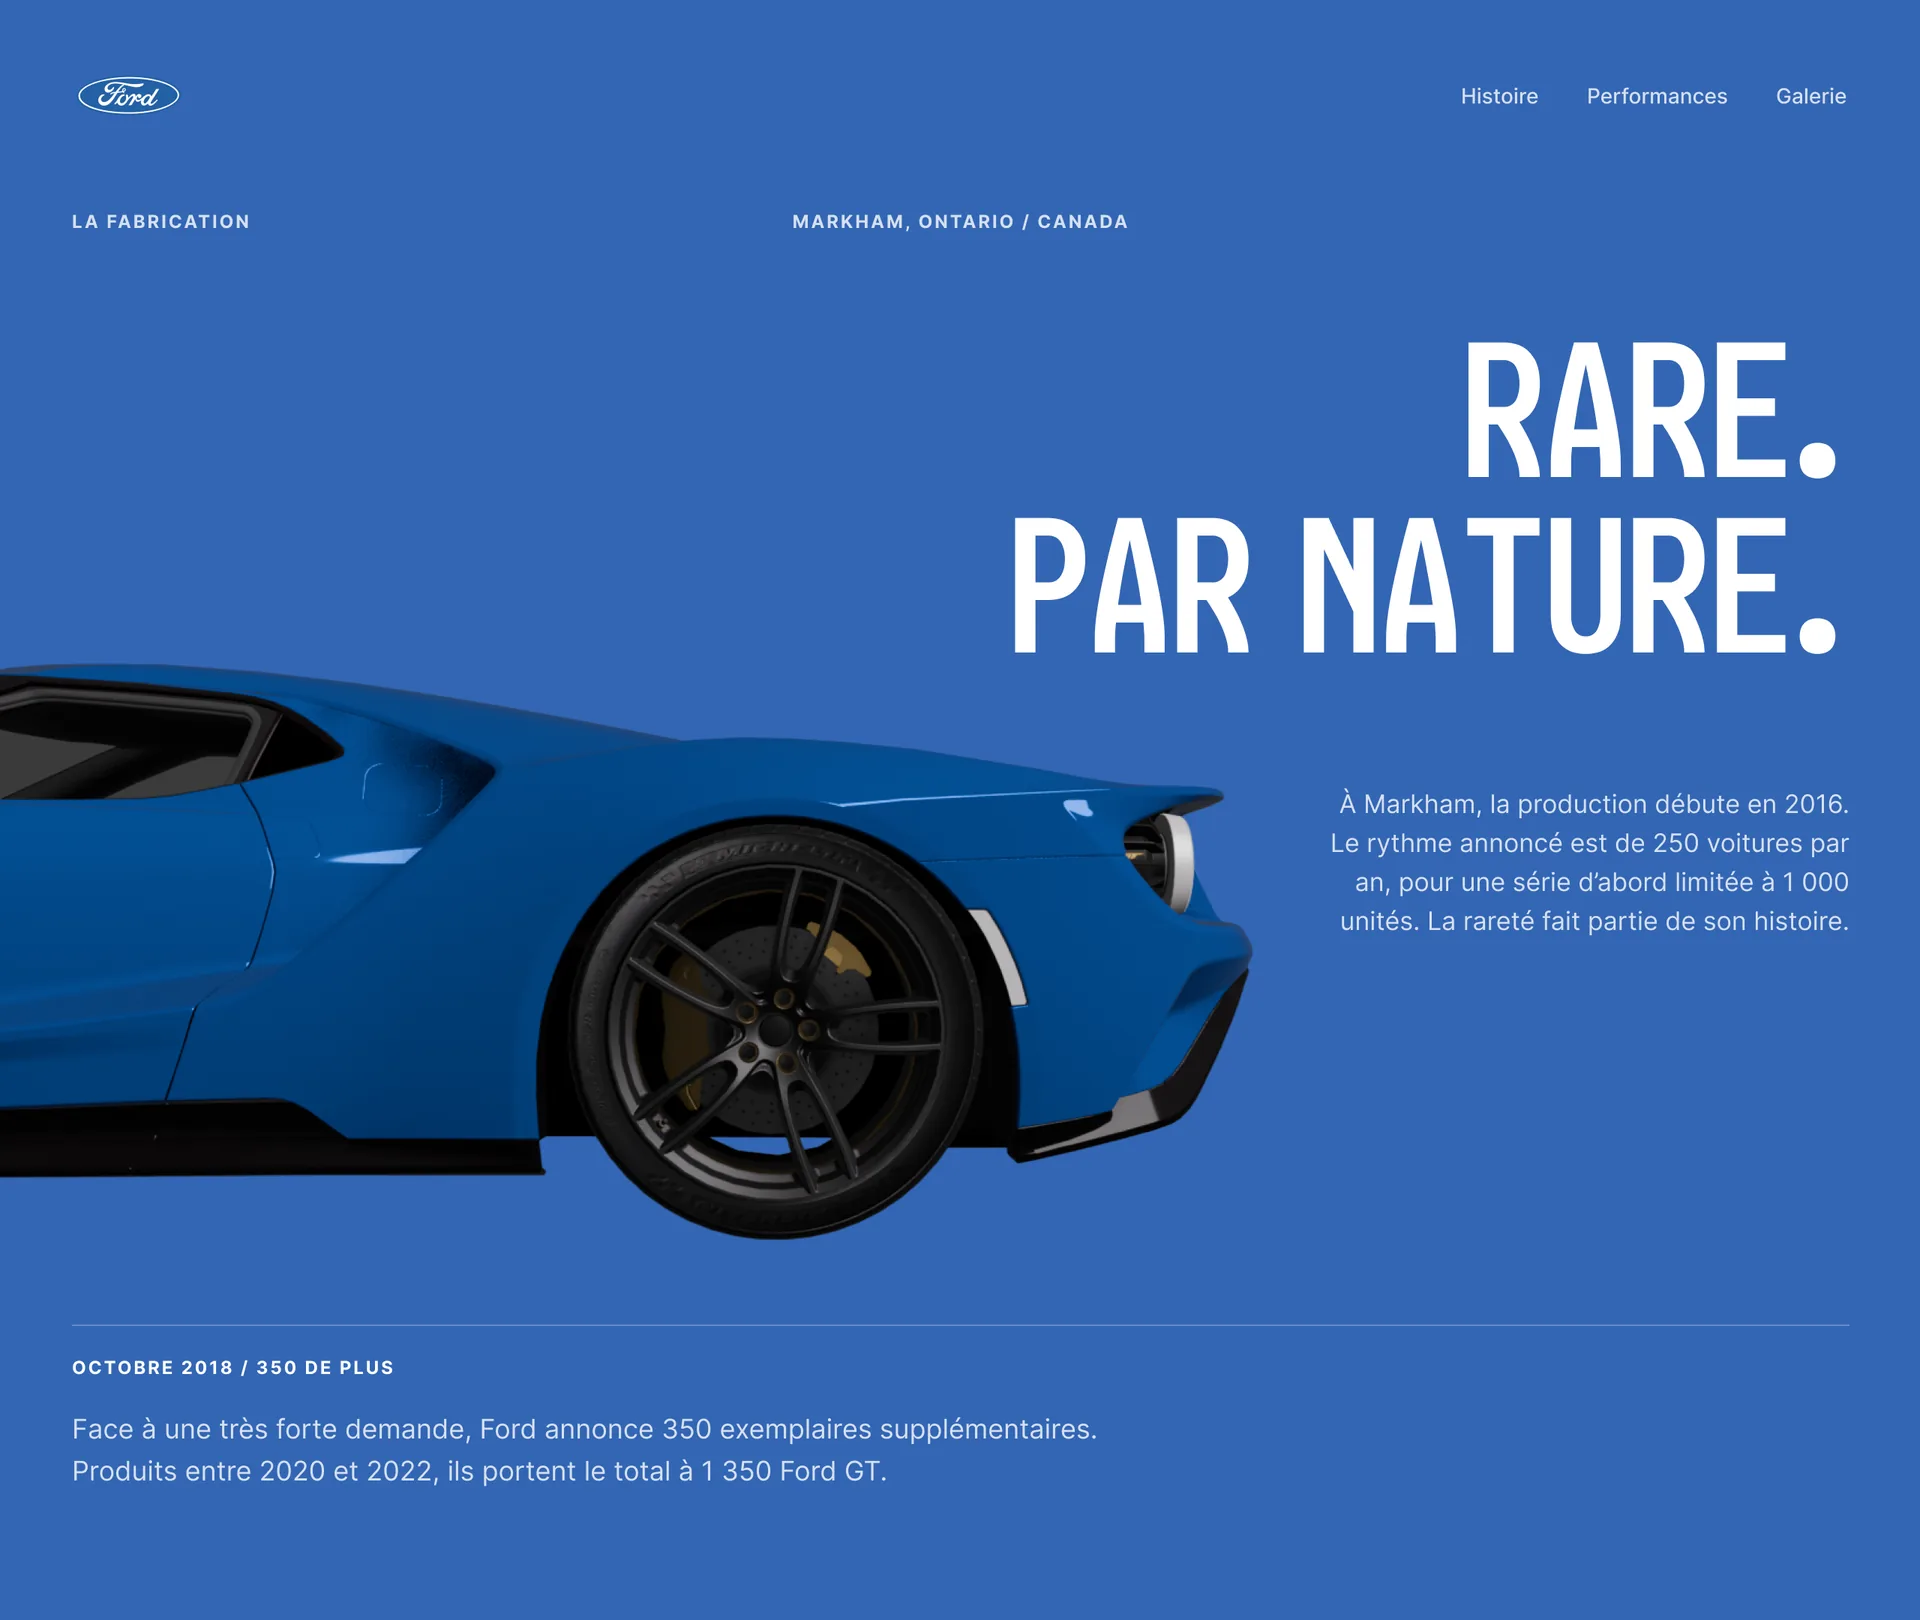 Ford
Histoire Performances Galerie
LA FABRICATION
MARKHAM, ONTARIO / CANADA
RARE.
PAR NATURE.
À Markham, la production débute en 2016.
Le rythme annoncé est de 250 voitures par
an, pour une série d’abord limitée à 1 000
unités. La rareté fait partie de son histoire.
MICHELIN
OCTOBRE 2018 / 350 DE PLUS
Face à une très forte demande, Ford annonce 350 exemplaires supplémentaires.
Produits entre 2020 et 2022, ils portent le total à 1 350 Ford GT.